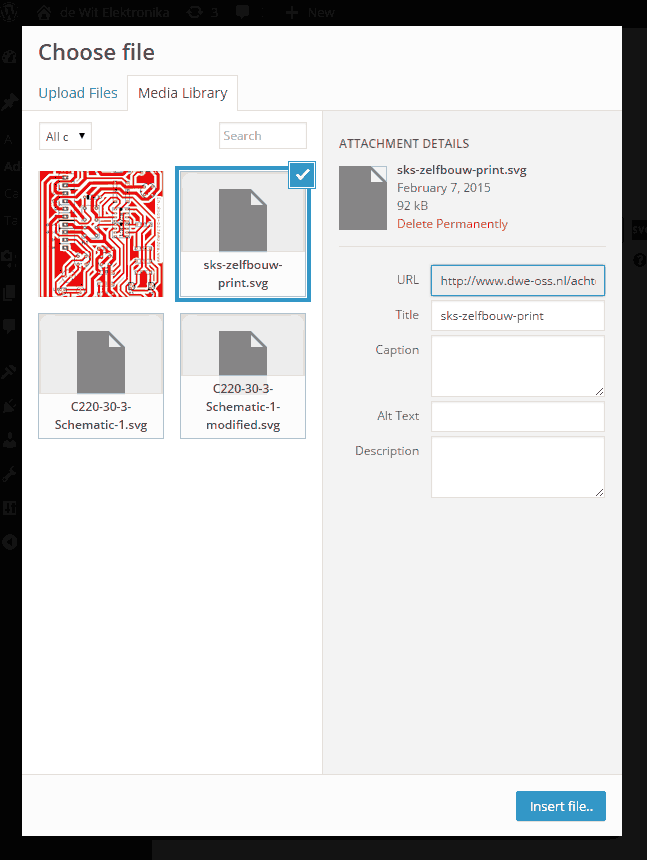 de Wit Elektronika 3 New
Choose file
Upload Files Media Library
All c
Search
sks-zelfbouw-
print.svg
C220-30-3-
Schematic-1.svg
C220-30-3-
Schematic-1-
modified.svg
ATTACHMENT DETAILS
sks-zelfbouw-print.svg
February 7, 2015
92 kB
Delete Permanently
URL http://www.dwe-oss.nl/acht
Title sks-zelfbouw-print
Caption
Alt Text
Description
Insert file..